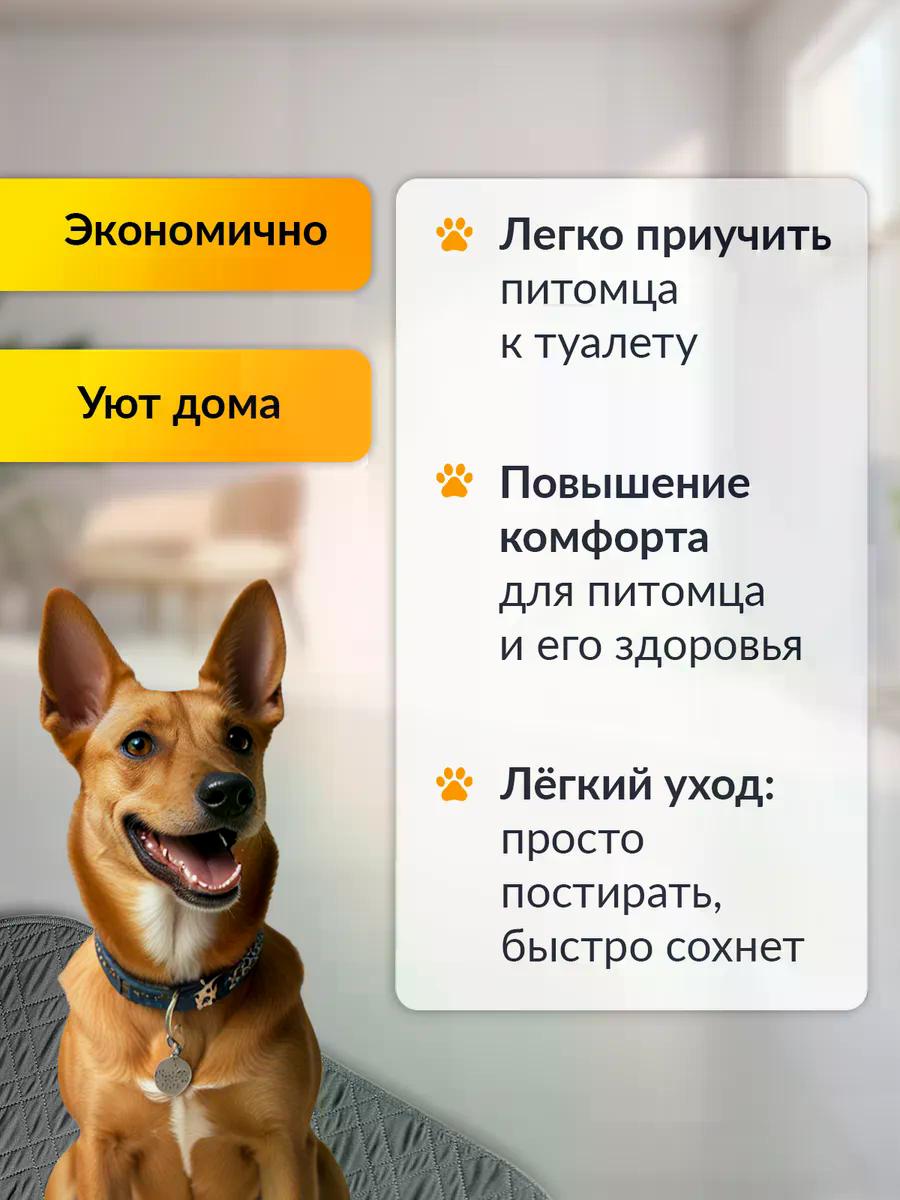 Экономично
Уют дома
Легко приучить
питомца
к туалету
Повышение
комфорта
для питомца
и его здоровья
Лёгкий уход:
просто
постирать,
быстро сохнет